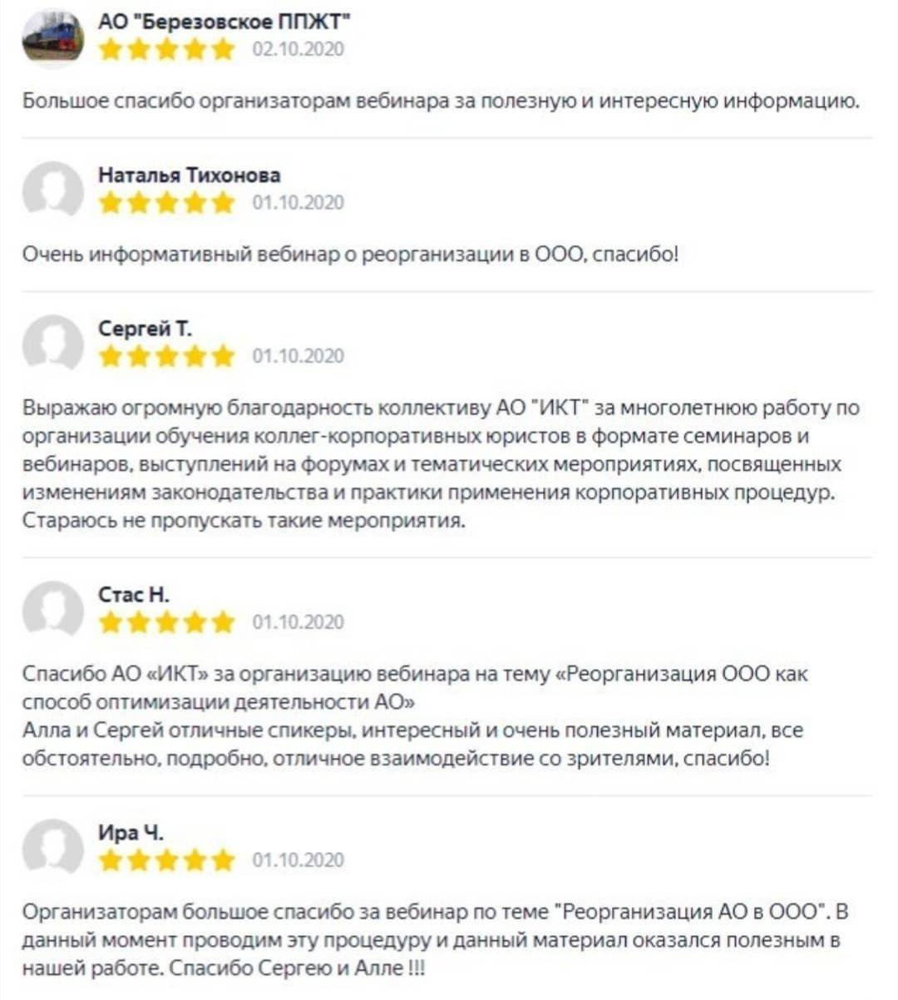 АО "Березовское ППЖТ"
02.10.2020
Большое спасибо организаторам вебинара за полезную и интересную информацию.
Наталья Тихонова
01.10.2020
Очень информативный вебинар о реорганизации в ООО, спасибо!
Сергей Т.
01.10.2020
Выражаю огромную благодарность коллективу АО "ИКТ" за многолетнюю работу по
организации обучения коллег-корпоративных юристов в формате семинаров и
вебинаров, выступлений на форумах и тематических мероприятиях, посвященных
изменениям законодательства и практики применения корпоративных процедур.
Стараюсь не пропускать такие мероприятия.
Стас Н.
01.10.2020
Спасибо АО «ИКТ» за организацию вебинара на тему «Реорганизация ООО как
способ оптимизации деятельности АО»
Алла и Сергей отличные спикеры, интересный и очень полезный материал, все
обстоятельно, подробно, отличное взаимодействие со зрителями, спасибо!
Ира Ч.
01.10.2020
Организаторам большое спасибо за вебинар по теме "Реорганизация АО в ООО". В
данный момент проводим эту процедуру и данный материал оказался полезным в
нашей работе. Спасибо Сергею и Алле !!!